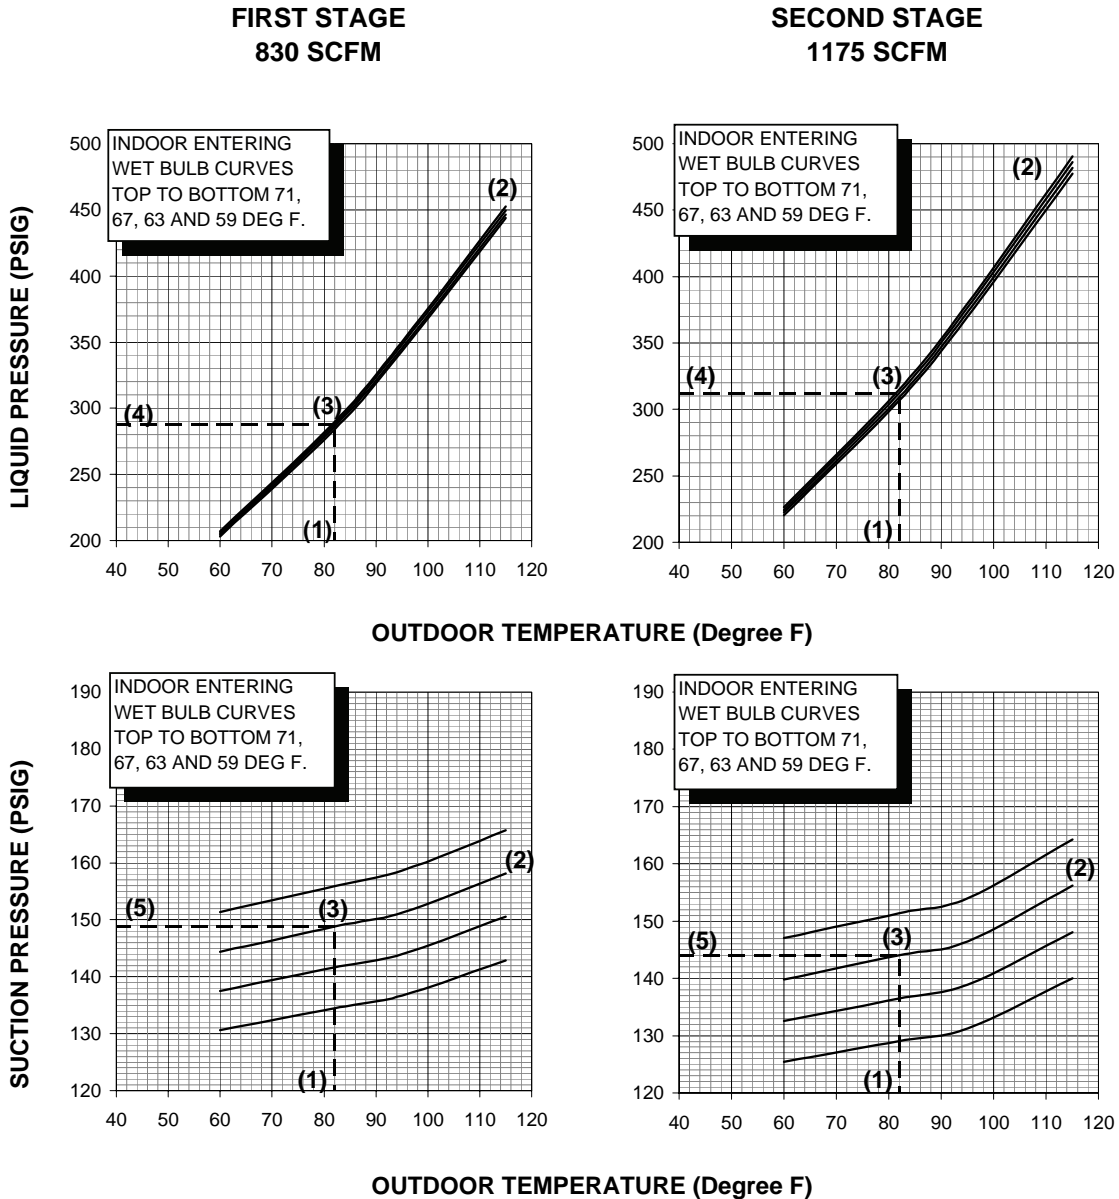 FIRST STAGE
830 SCFM
SECOND STAGE
1175 SCFM
LIQUID PRESSURE (PSIG)
500
450
400
350
300
250
200
INDOOR ENTERING
WET BULB CURVES
TOP TO BOTTOM 71,
67, 63 AND 59 DEG F.
(2)
(3)
(4)
(1)
40 50 60 70 80 90 100 110 120
500
450
400
350
300
250
200
INDOOR ENTERING
WET BULB CURVES
TOP TO BOTTOM 71,
67, 63 AND 59 DEG F.
(2)
(3)
(4)
(1)
40 50 60 70 80 90 100 110 120
OUTDOOR TEMPERATURE (Degree F)
SUCTION PRESSURE (PSIG)
190
180
170
160
150
140
130
120
INDOOR ENTERING
WET BULB CURVES
TOP TO BOTTOM 71,
67, 63 AND 59 DEG F.
(2)
(5)
(3)
(1)
40 50 60 70 80 90 100 110 120
190
180
170
160
150
140
130
120
INDOOR ENTERING
WET BULB CURVES
TOP TO BOTTOM 71,
67, 63 AND 59 DEG F.
(2)
(5)
(3)
(1)
40 50 60 70 80 90 100 110 120
OUTDOOR TEMPERATURE (Degree F)